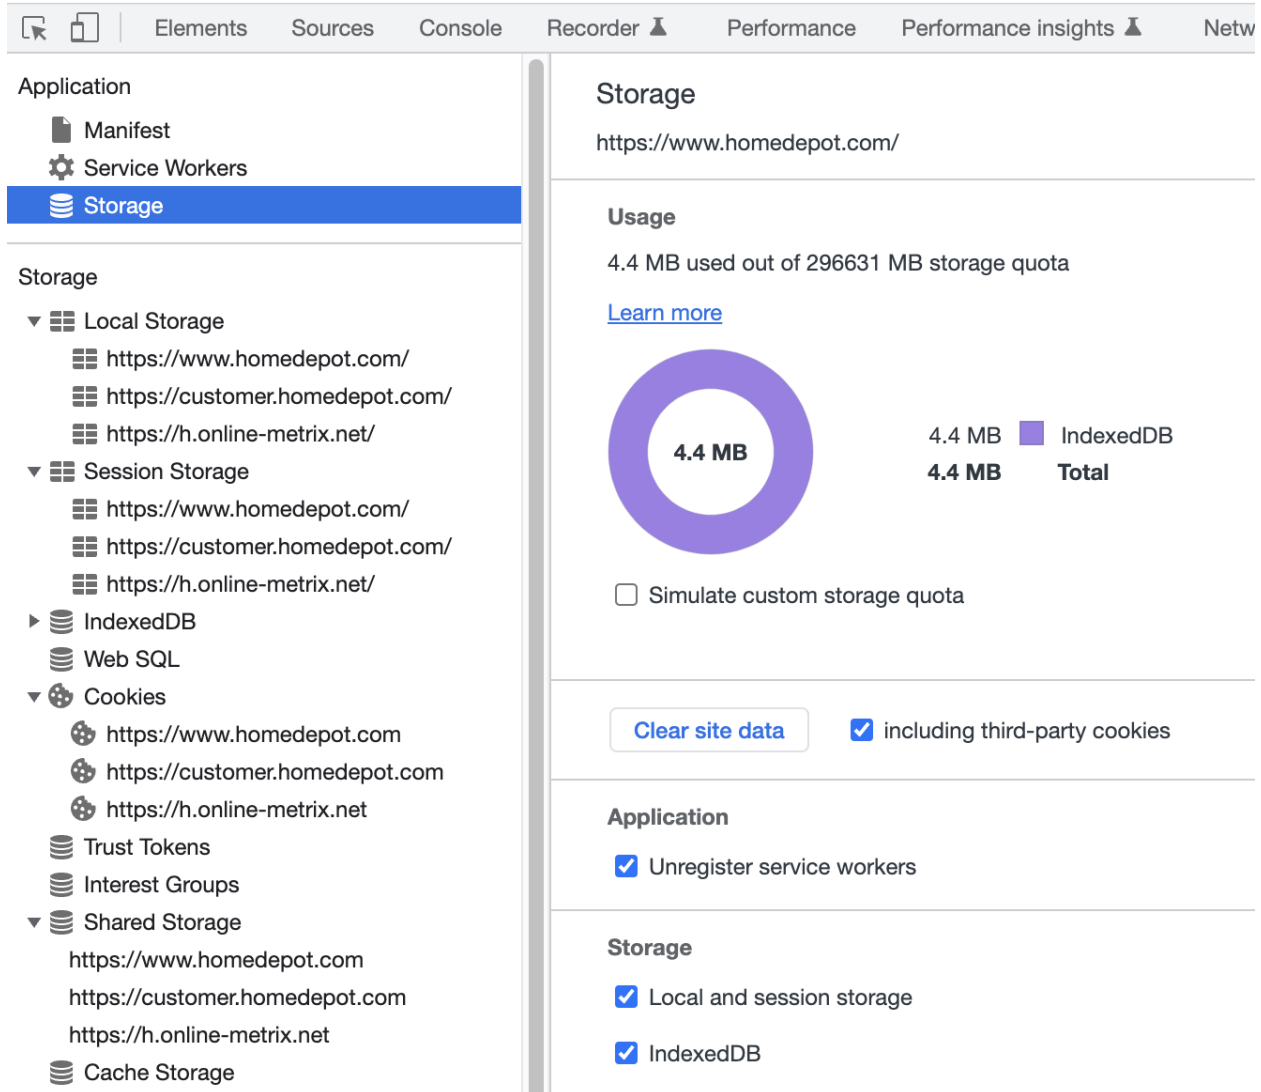 Elements Sources Console Recorder Performance Performance insights Netw
Application
Manifest
Service Workers
Storage
Storage
Local Storage
https://www.homedepot.com/
https://customer.homedepot.com/
https://h.online-metrix.net/
Session Storage
https://www.homedepot.com/
https://customer.homedepot.com/
https://h.online-metrix.net/
IndexedDB
Web SQL
Cookies
https://www.homedepot.com
https://customer.homedepot.com
https://h.online-metrix.net
Trust Tokens
Interest Groups
Shared Storage
https://www.homedepot.com
https://customer.homedepot.com
https://h.online-metrix.net
Cache Storage
Storage
https://www.homedepot.com/
Usage
4.4 MB used out of 296631 MB storage quota
Learn more
4.4 MB
4.4 MB IndexedDB
4.4 MB Total
Simulate custom storage quota
Clear site data including third-party cookies
Application
Unregister service workers
Storage
Local and session storage
IndexedDB